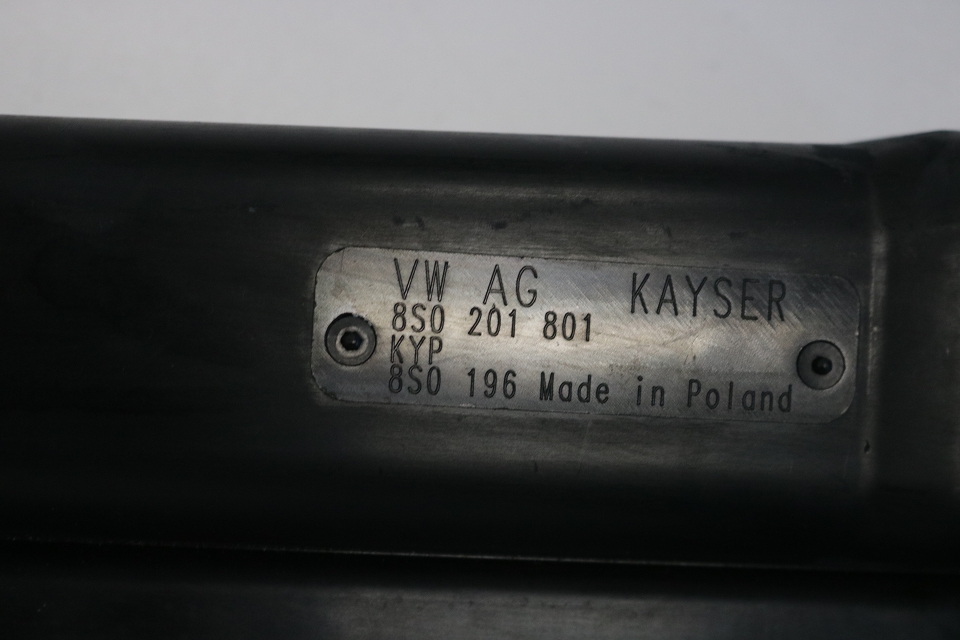 VW AG KAYSER
8S0 201 801
KYP
8S0 196 Made in Poland